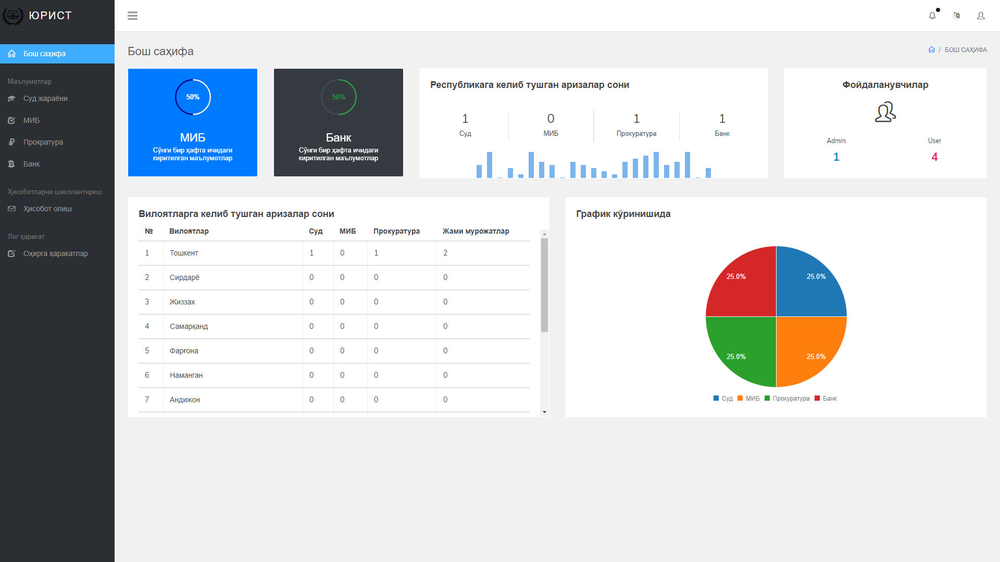 ЮРИСТ
Бош саҳифа
Маълумотлар
Суд жараёни
МИБ
Прократура
Банк
Ҳисоботларни шакллантириш
Ҳисобот олиш
Лог ҳаракат
Охирга ҳаракатлар
Бош саҳифа
/ БОШ САҲИФА
50%
МИБ
Сўнги бир ҳафта ичидаги
киритилган маълумотлар
50%
Банк
Сўнги бир ҳафта ичидаги
киритилган маълумотлар
Республикага келиб тушган аризалар сони
1 0 1 1
Суд МИБ Прокуратура Банк
Фойдаланувчилар
Admin User
1 4
Вилоятларга келиб тушган аризалар сони
№ Вилоятлар Суд МИБ Прокуратура Жами мурожатлар
1 Тошкент 1 0 1 2
2 Сирдарё 0 0 0 0
3 Жиззах 0 0 0 0
4 Самарқанд 0 0 0 0
5 Фарғона 0 0 0 0
6 Наманган 0 0 0 0
7 Андижон 0 0 0 0
График кўринишида
25.0% 25.0%
25.0% 25.0%
Суд МИБ Прокуратура Банк